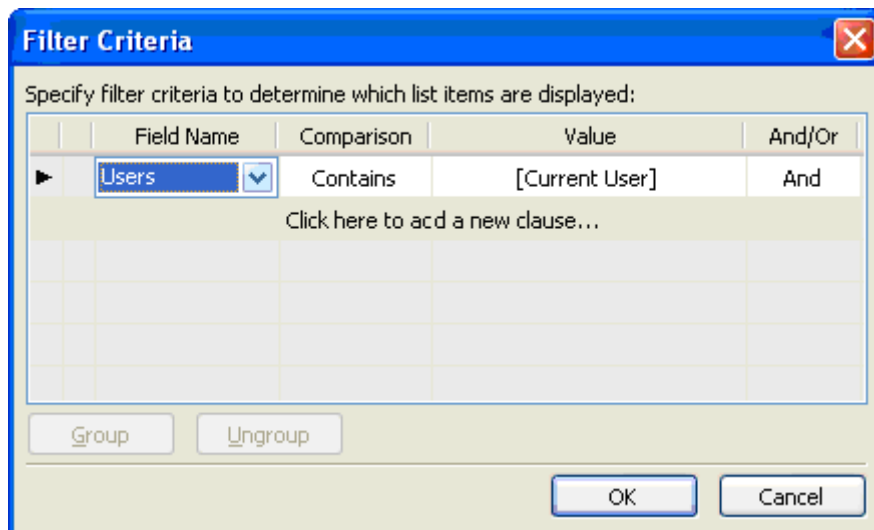 Filter Criteria
Specify filter criteria to determine which list items are displayed:
Field Name Comparison Value And/Or
Users Contains [Current User] And
Click here to acd a new clause...
Group Ungroup
OK Cancel